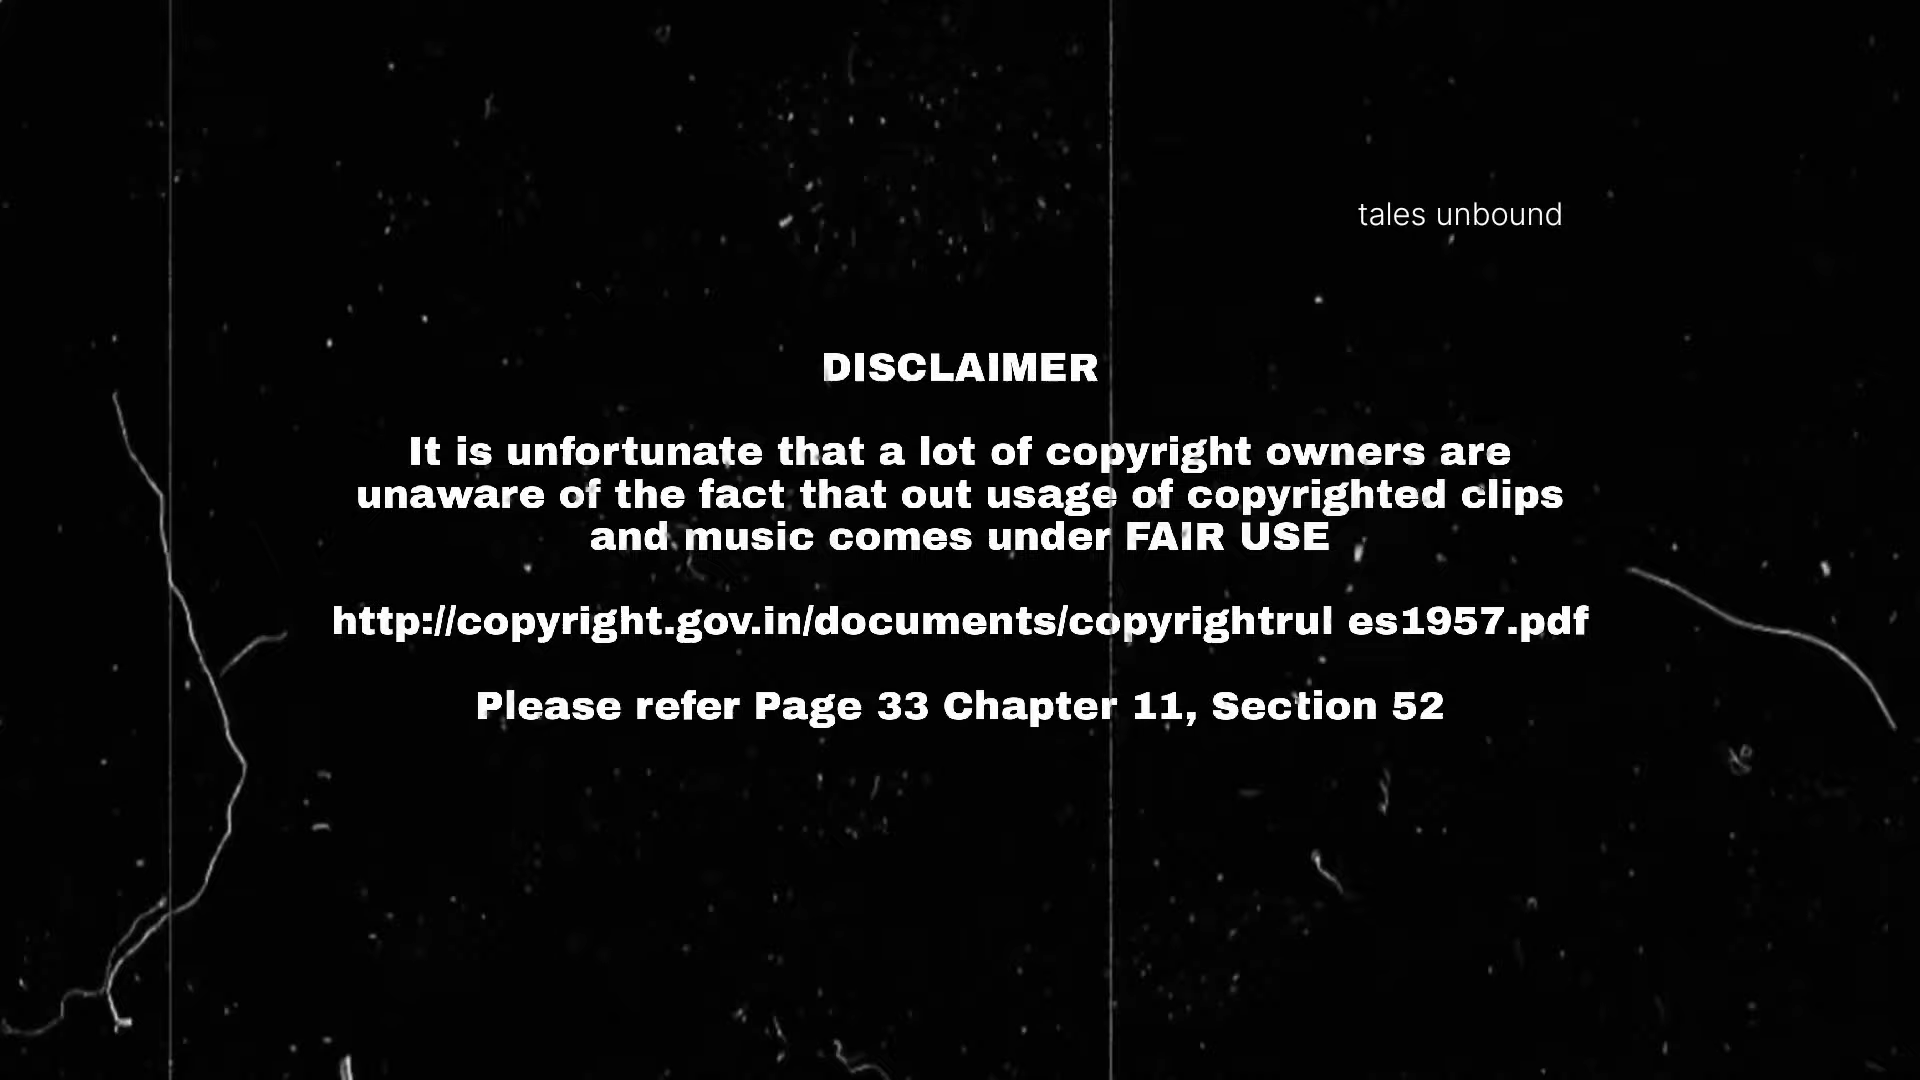 tales unbound
DISCLAIMER
It is unfortunate that a lot of copyright owners are
unaware of the fact that out usage of copyrighted clips
and music comes under FAIR USE
http://copyright.gov.in/documents/copyrightrul es1957.pdf
Please refer Page 33 Chapter 11, Section 52